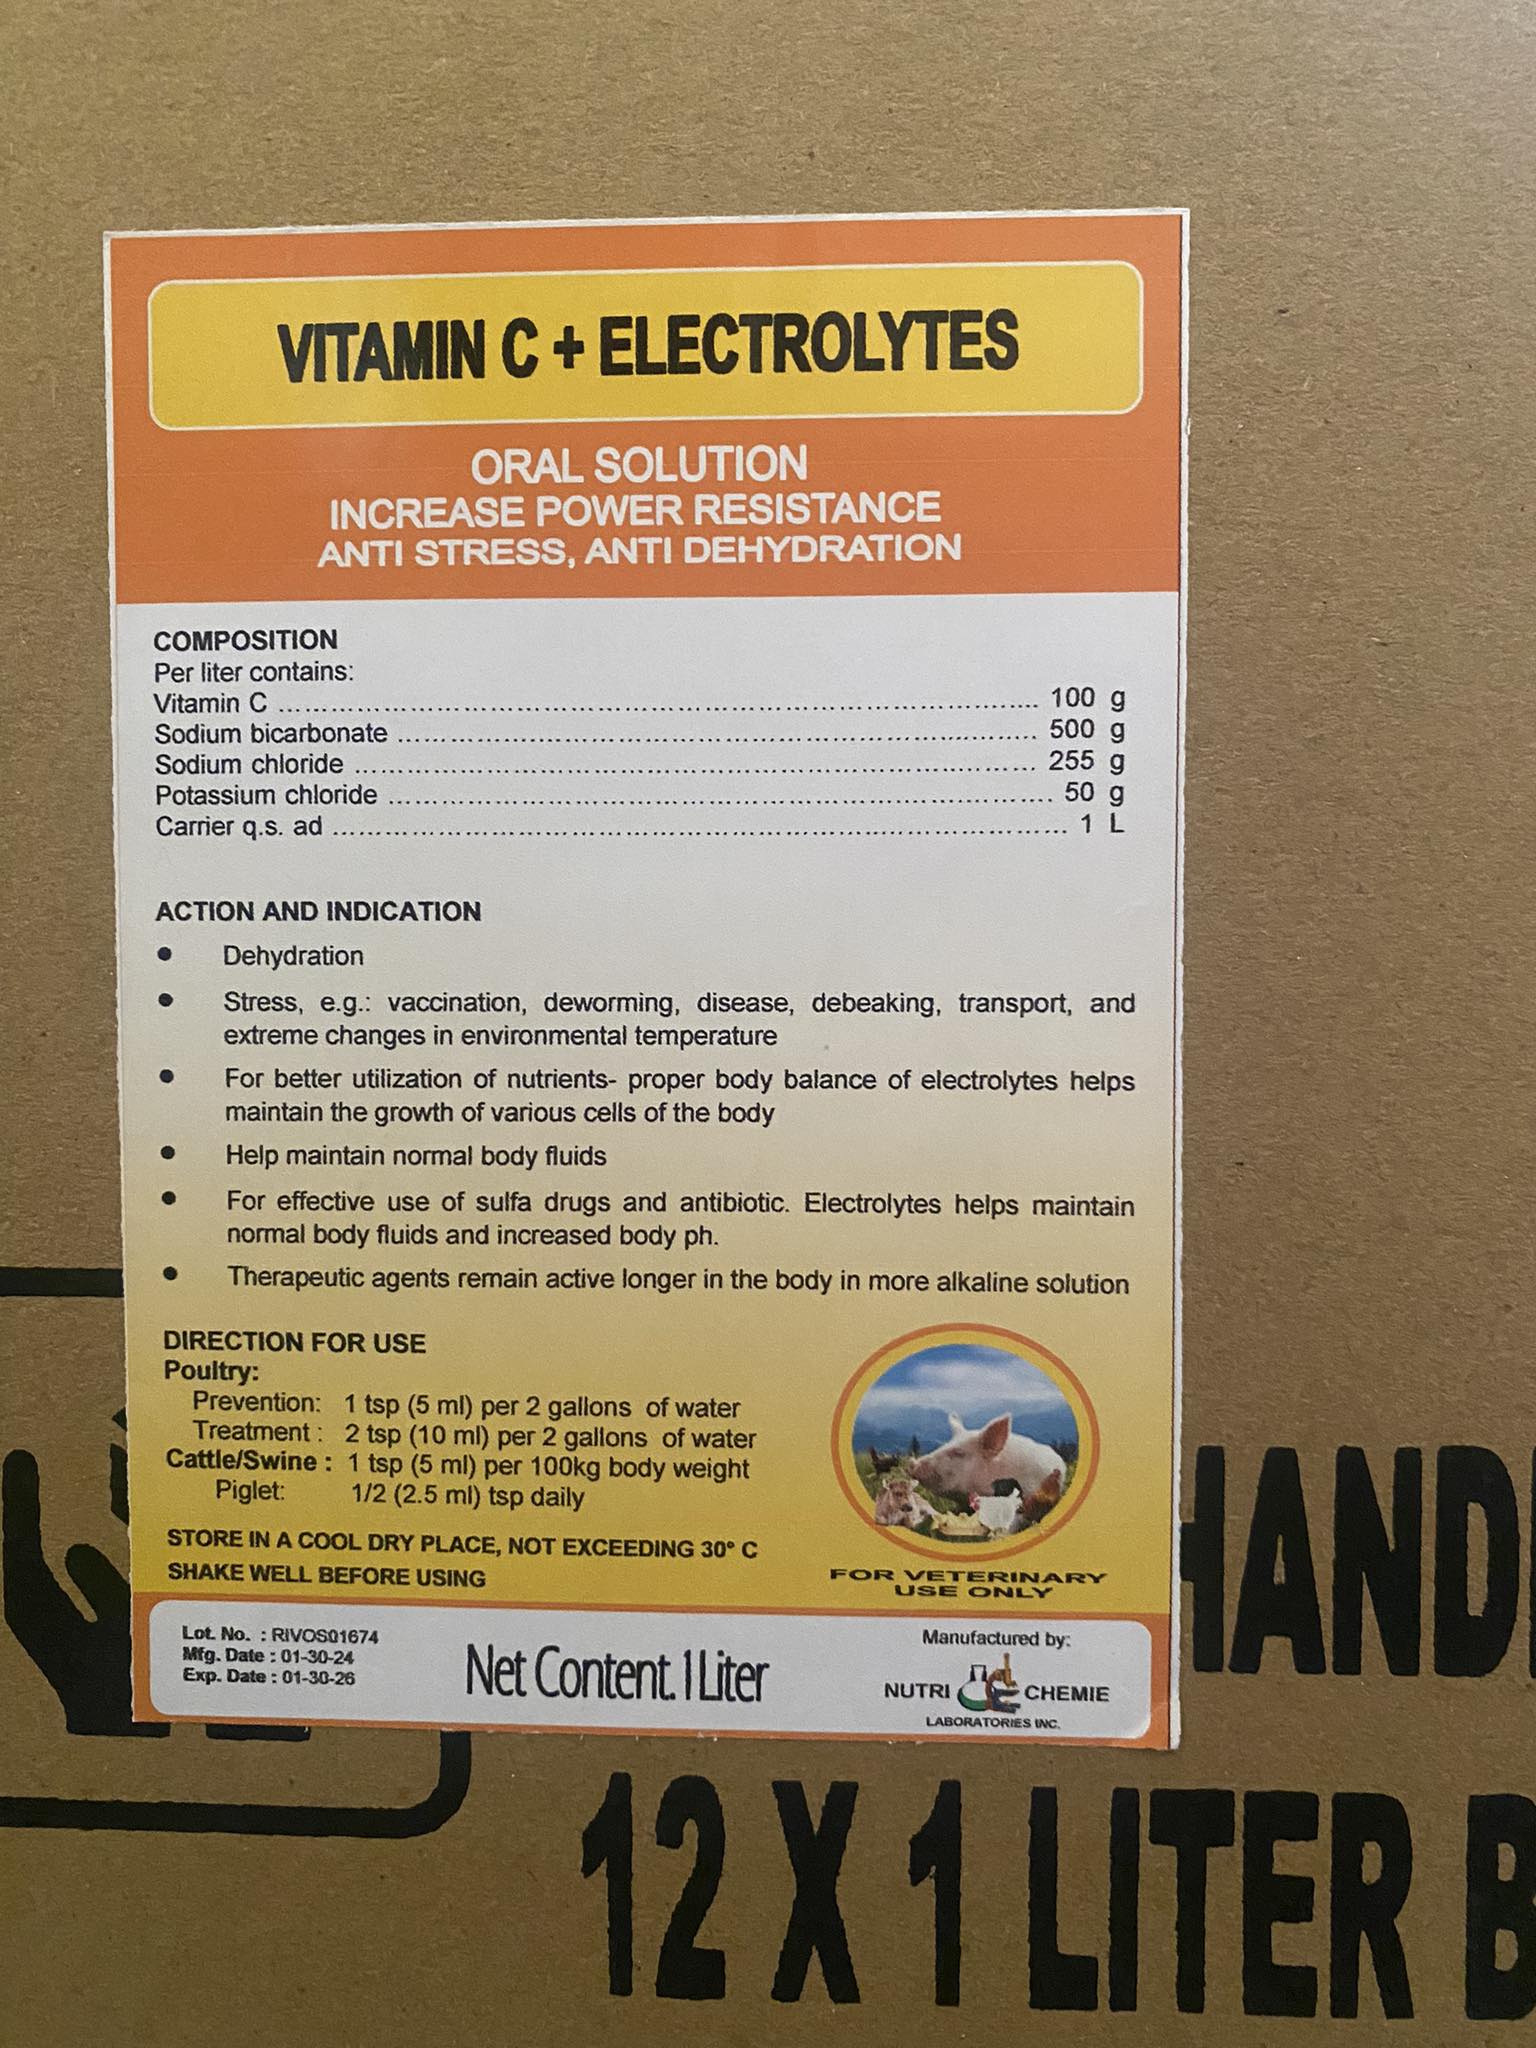 VITAMIN C + ELECTROLYTES
ORAL SOLUTION
INCREASE POWER RESISTANCE
ANTI STRESS, ANTI DEHYDRATION
COMPOSITION
Per liter contains:
Vitamin C ........ 100 g
Sodium bicarbonate ........ 500 g
Sodium chloride ........ 255 g
Potassium chloride ........ 50 g
Carrier q.s. ad ........ 1 L
ACTION AND INDICATION
• Dehydration
• Stress, e.g.: vaccination, deworming, disease, debeaking, transport, and
extreme changes in environmental temperature
• For better utilization of nutrients- proper body balance of electrolytes helps
maintain the growth of various cells of the body
• Help maintain normal body fluids
• For effective use of sulfa drugs and antibiotic. Electrolytes helps maintain
normal body fluids and increased body ph.
• Therapeutic agents remain active longer in the body in more alkaline solution
DIRECTION FOR USE
Poultry:
Prevention: 1 tsp (5 ml) per 2 gallons of water
Treatment : 2 tsp (10 ml) per 2 gallons of water
Cattle/Swine : 1 tsp (5 ml) per 100kg body weight
Piglet: 1/2 (2.5 ml) tsp daily
STORE IN A COOL DRY PLACE, NOT EXCEEDING 30° C
SHAKE WELL BEFORE USING
FOR VETERINARY
USE ONLY
Lot. No. : RIVOS01674
Mfg. Date : 01-30-24
Exp. Date : 01-30-26
Net Content. 1 Liter
Manufactured by:
NUTRI CHEMIE
LABORATORIES INC.
HAND
12 X 1 LITER B